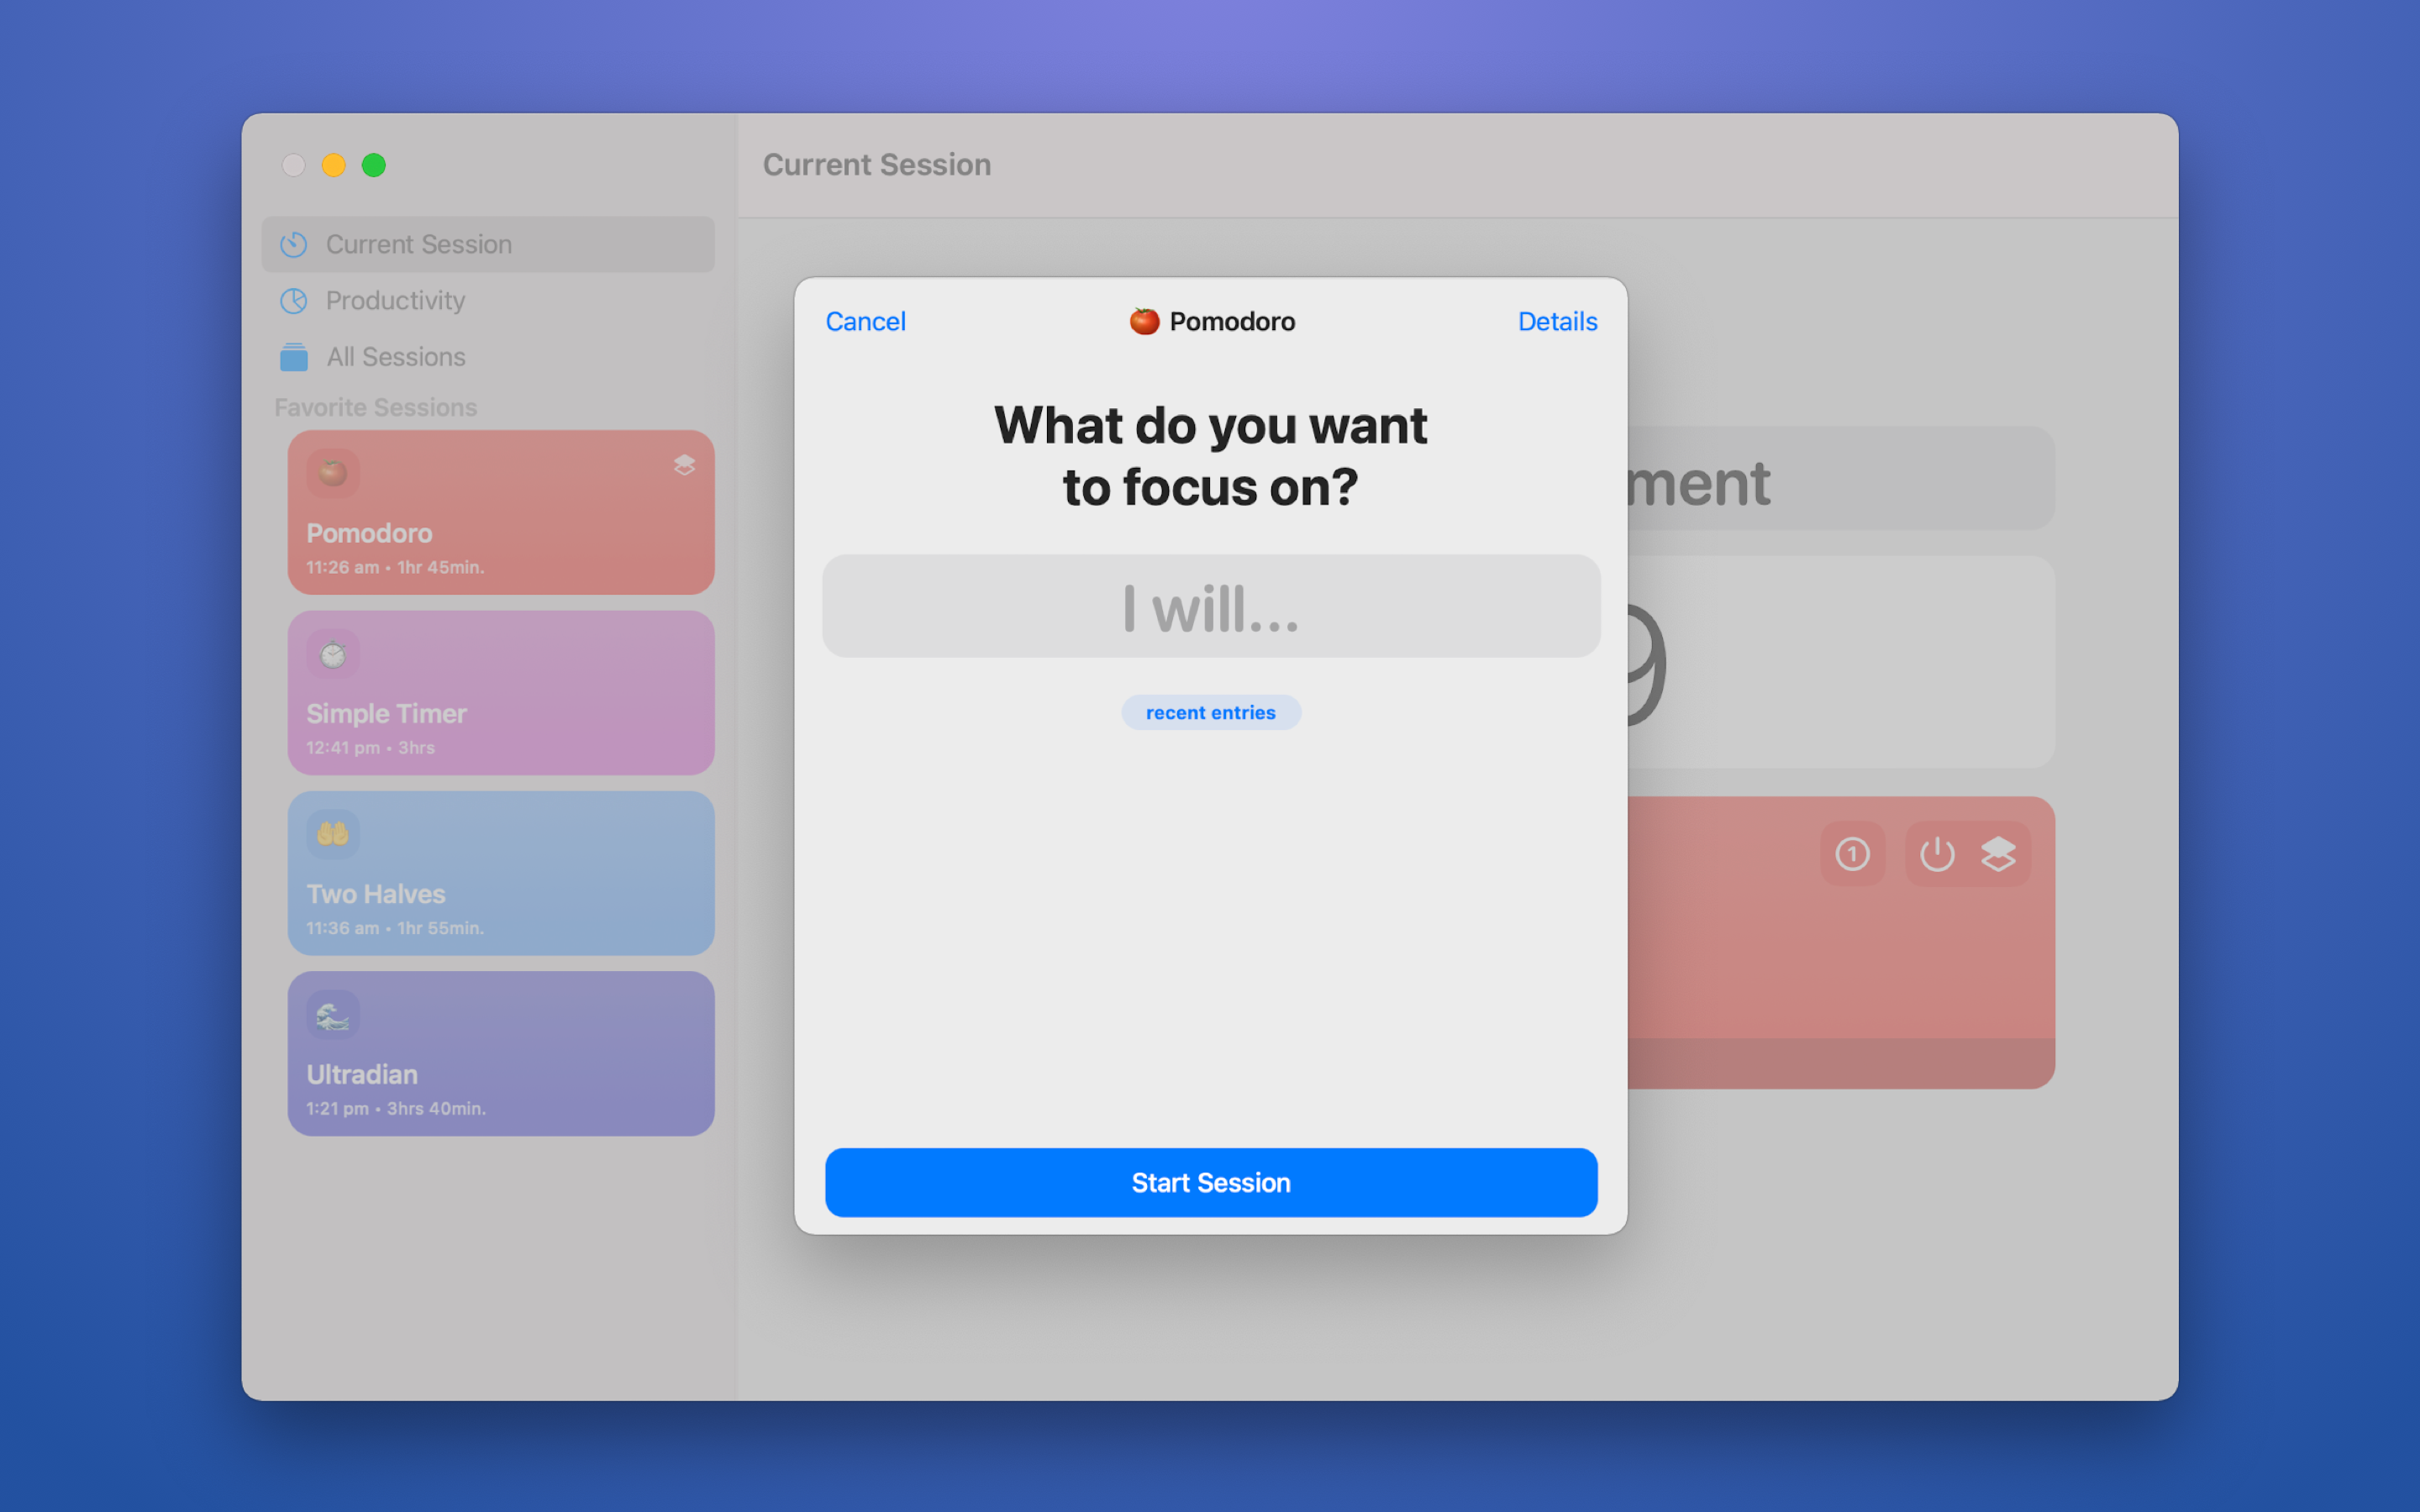 Current Session
Current Session
Productivity
All Sessions
Favorite Sessions
Pomodoro
11:26 am • 1hr 45min.
Simple Timer
12:41 pm • 3hrs
Two Halves
11:36 am • 1hr 55min.
Ultradian
1:21 pm • 3hrs 40min.
Cancel
🍅 Pomodoro
Details
What do you want
to focus on?
I will...
recent entries
Start Session
ment
9
1